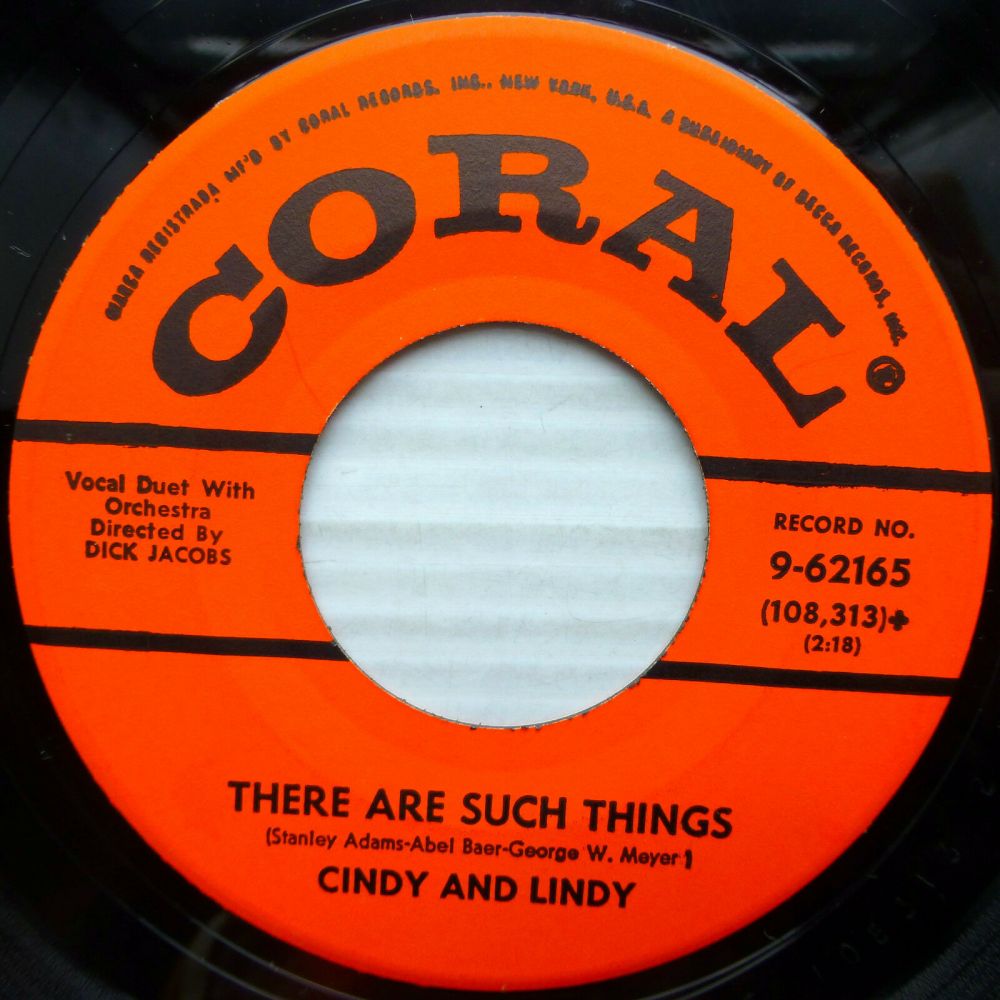 MARCA REGISTRADA MF'D BY CORAL RECORDS, INC., NEW YORK, U.S.A. A SUBSIDIARY OF DECCA RECORDS, INC.
CORAL®
Vocal Duet With
Orchestra
Directed By
DICK JACOBS
RECORD NO.
9-62165
(108,313)+
(2:18)
THERE ARE SUCH THINGS
(Stanley Adams-Abel Baer-George W. Meyer)
CINDY AND LINDY